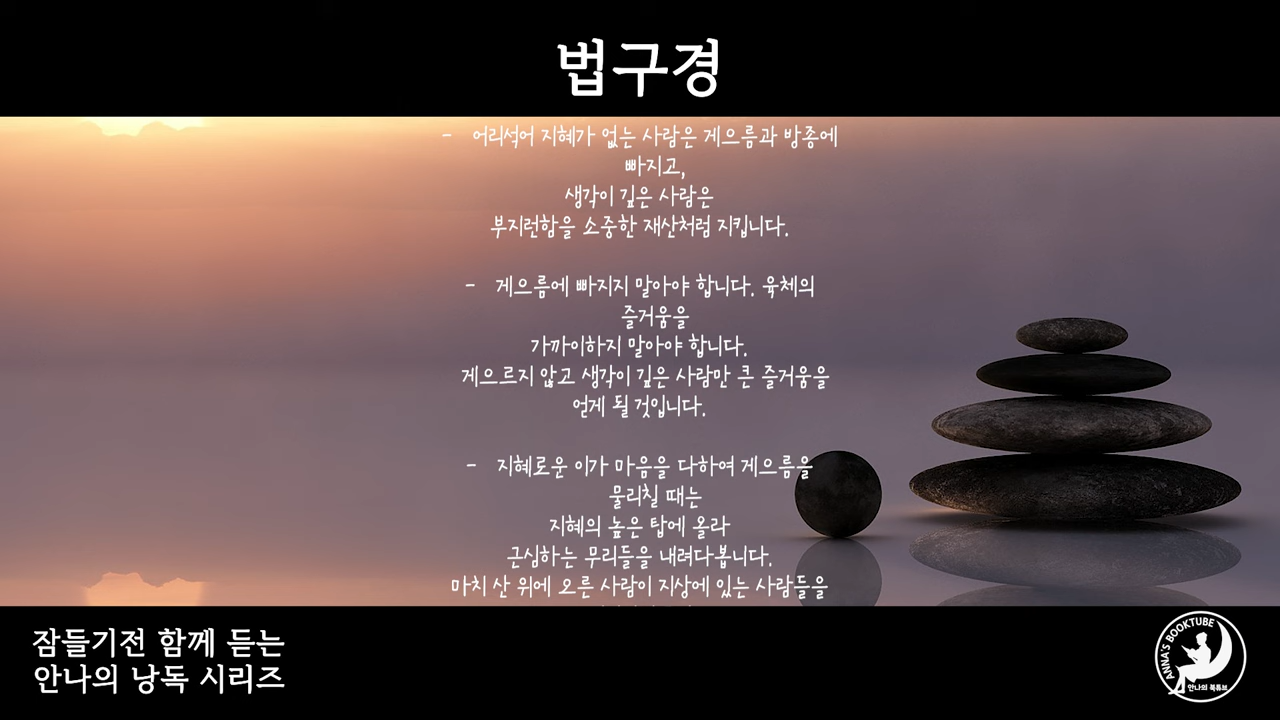 법구경
- 어리석어 지혜가 없는 사람은 게으름과 방종에
빠지고,
생각이 깊은 사람은
부지런함을 소중한 재산처럼 지킵니다.
- 게으름에 빠지지 말아야 합니다. 육체의
즐거움을
가까이하지 말아야 합니다.
게으르지 않고 생각이 깊은 사람만 큰 즐거움을
얻게 될 것입니다.
- 지혜로운 이가 마음을 다하여 게으름을
물리칠 때는
지혜의 높은 탑에 올라
근심하는 무리들을 내려다봅니다.
마치 산 위에 오른 사람이 지상에 있는 사람들을
잠들기전 함께 듣는
안나의 낭독 시리즈
ANNA'S BOOKTUBE
안나의 북튜브